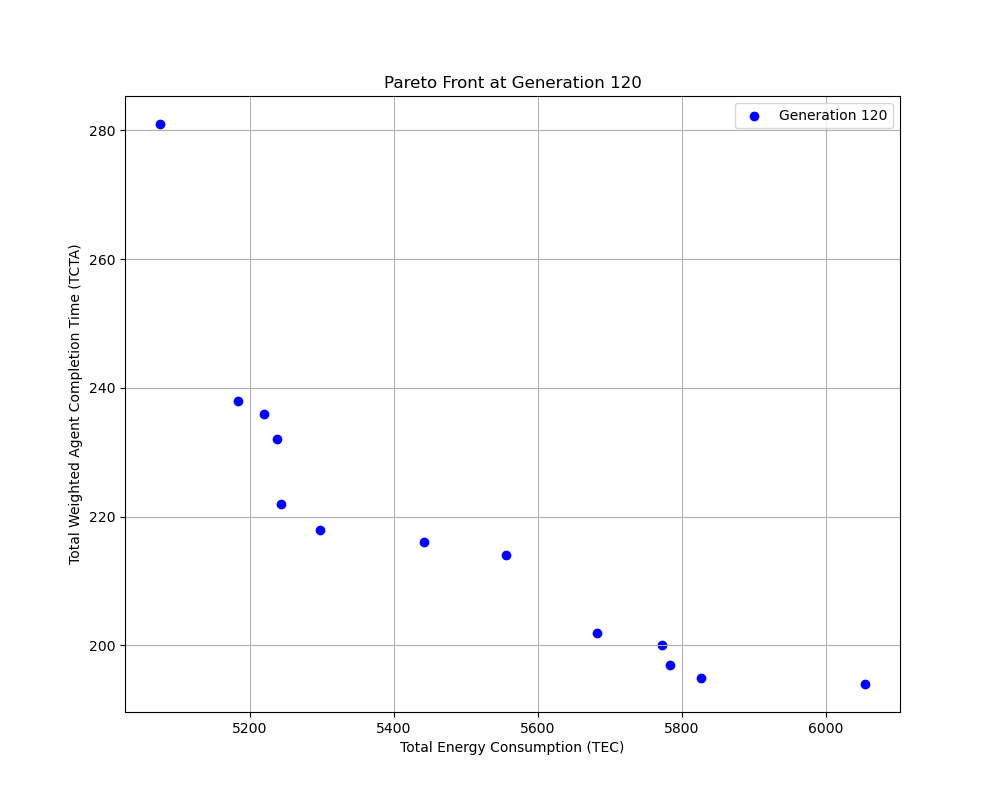 Pareto Front at Generation 120
Generation 120
Total Weighted Agent Completion Time (TCTA)
280
260
240
220
200
5200 5400 5600 5800 6000
Total Energy Consumption (TEC)